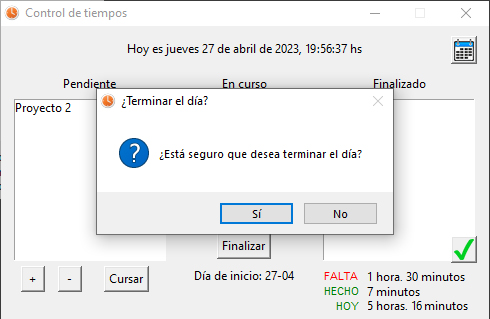 Control de tiempos
Hoy es jueves 27 de abril de 2023, 19:56:37 hs
Pendiente
En curso
Finalizado
Proyecto 2
¿Terminar el día?
¿Está seguro que desea terminar el día?
Sí
No
Finalizar
+
-
Cursar
Día de inicio: 27-04
FALTA 1 hora. 30 minutos
HECHO 7 minutos
HOY 5 horas. 16 minutos